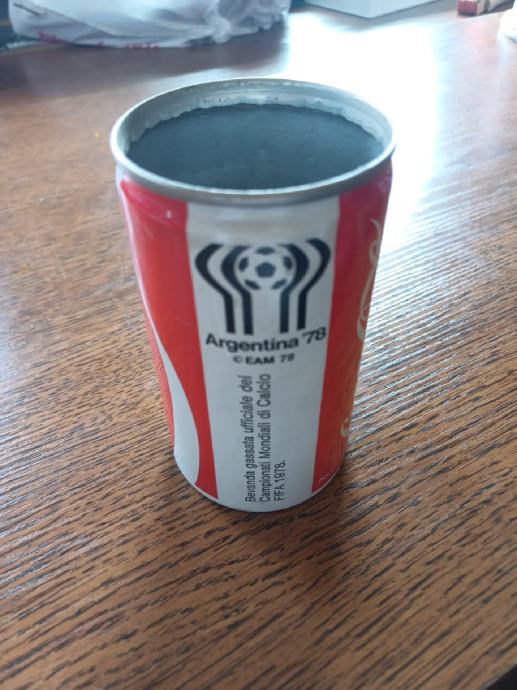 Argentina '78
© EAM 78
Bevanda gassata ufficiale dei
Campionati Mondiali di Calcio
FIFA 1978.